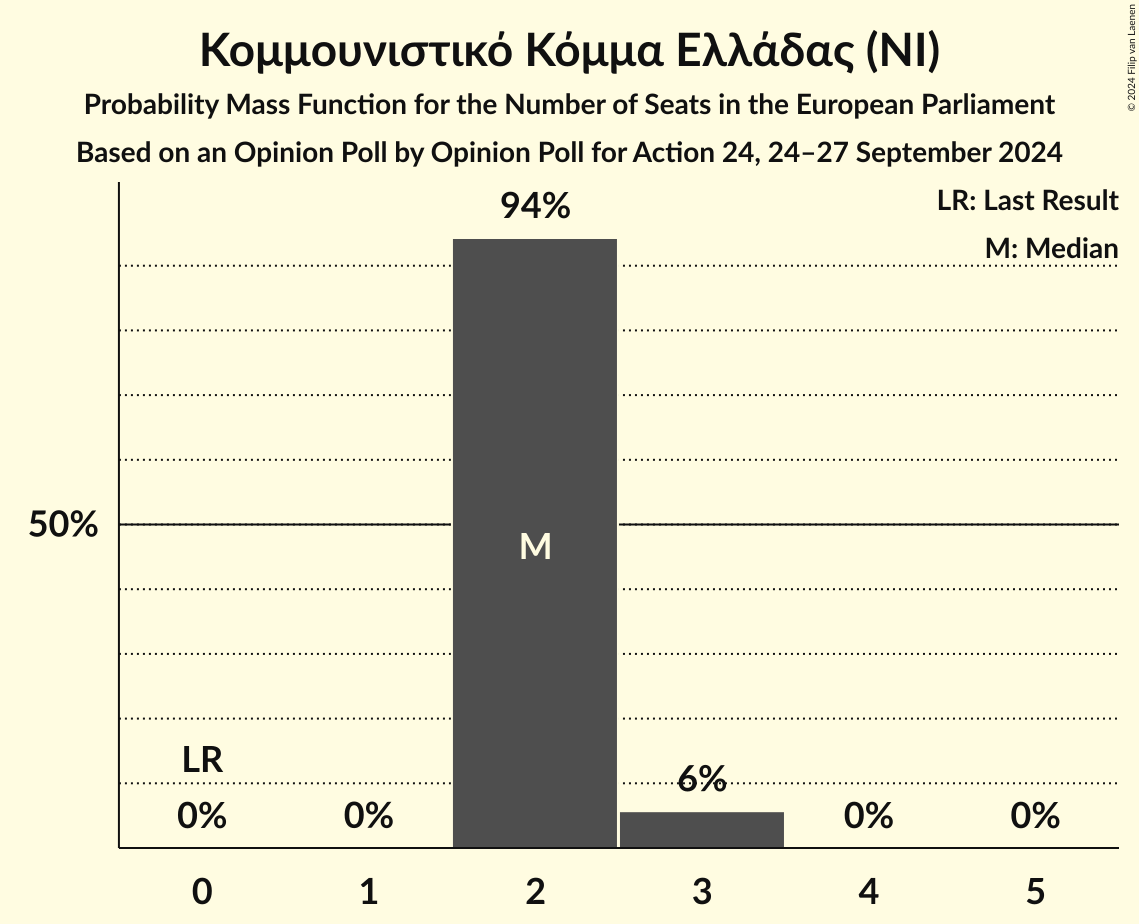 Κομμουνιστικό Κόμμα Ελλάδας (NI)
Probability Mass Function for the Number of Seats in the European Parliament
Based on an Opinion Poll by Opinion Poll for Action 24, 24–27 September 2024
© 2024 Filip van Laenen
LR: Last Result
M: Median
94%
50%
M
LR
6%
0% 0% 0% 0%
0 1 2 3 4 5